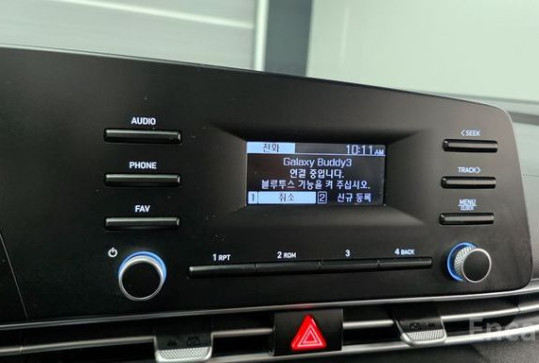 AUDIO
PHONE
FAV
전화 10:11 AM
Galaxy Buddy3
연결 중입니다.
블루투스 기능을 켜 주십시오.
1 취소 2 신규 등록
< SEEK
TRACK >
MENU
CLOCK
1 RPT
2 RDM
3
4 BACK
Enca